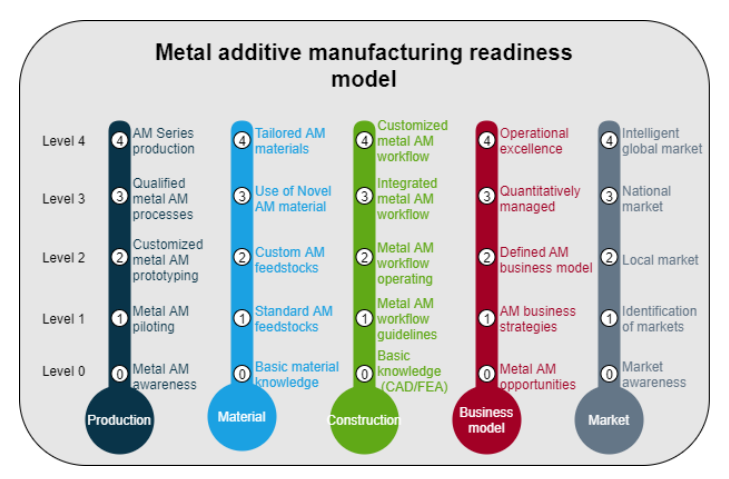 Metal additive manufacturing readiness
model
Level 4
4
AM Series
production
4
Tailored AM
materials
4
Customized
metal AM
workflow
4
Operational
excellence
4
Intelligent
global market
Level 3
3
Qualified
metal AM
processes
3
Use of Novel
AM material
3
Integrated
metal AM
workflow
3
Quantitatively
managed
3
National
market
Level 2
2
Customized
metal AM
prototyping
2
Custom AM
feedstocks
2
Metal AM
workflow
operating
2
Defined AM
business model
2
Local market
Level 1
1
Metal AM
piloting
1
Standard AM
feedstocks
1
Metal AM
workflow
guidelines
1
AM business
strategies
1
Identification
of markets
Level 0
0
Metal AM
awareness
0
Basic material
knowledge
0
Basic
knowledge
(CAD/FEA)
0
Metal AM
opportunities
0
Market
awareness
Production
Material
Construction
Business
model
Market